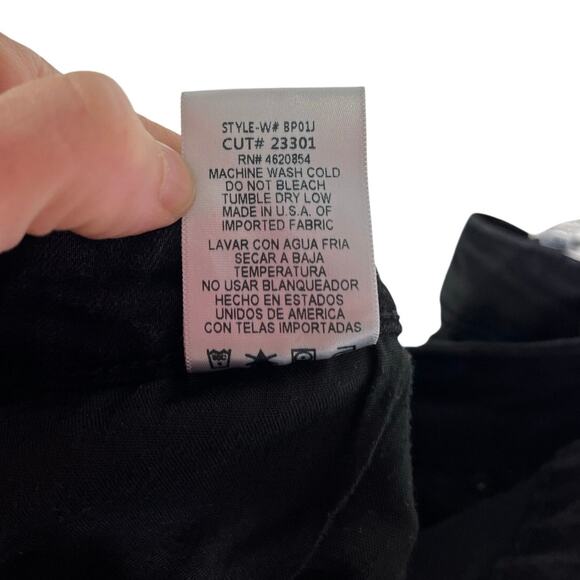 STYLE-W# BP01J
CUT# 23301
RN# 4620854
MACHINE WASH COLD
DO NOT BLEACH
TUMBLE DRY LOW
MADE IN U.S.A. OF
IMPORTED FABRIC
LAVAR CON AGUA FRIA
SECAR A BAJA
TEMPERATURA
NO USAR BLANQUEADOR
HECHO EN ESTADOS
UNIDOS DE AMERICA
CON TELAS IMPORTADAS